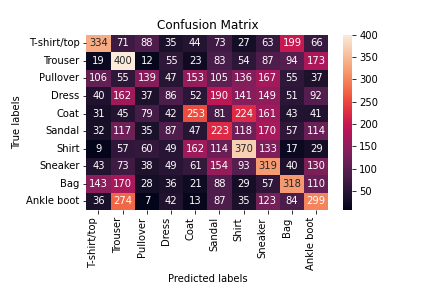 Confusion Matrix
T-shirt/top 334 71 88 35 44 73 27 63 199 66
Trouser 19 400 12 55 23 83 54 87 94 173
Pullover 106 55 139 47 153 105 136 167 55 37
Dress 40 162 37 86 52 190 141 149 51 92
Coat 31 45 79 42 253 81 224 161 43 41
Sandal 32 117 35 87 47 223 118 170 57 114
Shirt 9 57 60 49 162 114 370 133 17 29
Sneaker 43 73 38 49 61 154 93 319 40 130
Bag 143 170 28 36 21 88 29 57 318 110
Ankle boot 36 274 7 42 13 87 35 123 84 299
T-shirt/top Trouser Pullover Dress Coat Sandal Shirt Sneaker Bag Ankle boot
Predicted labels
True labels
400
350
300
250
200
150
100
50